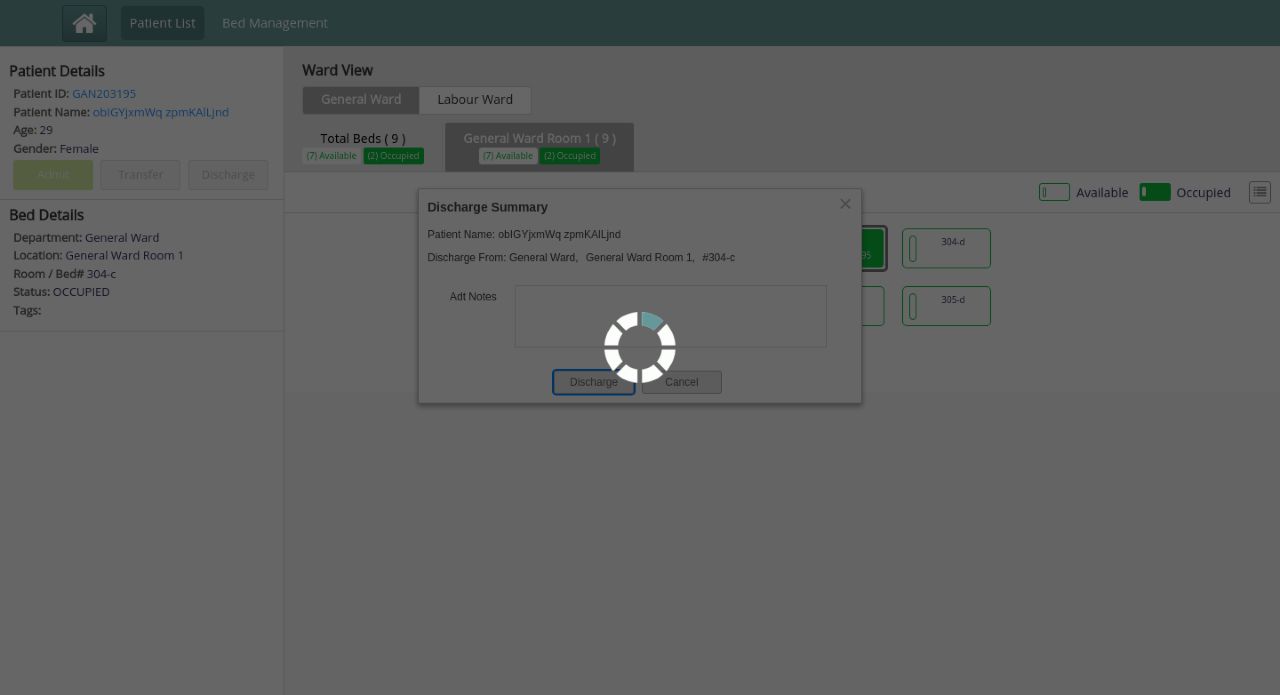 Patient List Bed Management
Patient Details
Patient ID: GAN203195
Patient Name: obIGYjxmWq zpmKAlLjnd
Age: 29
Gender: Female
Admit Transfer Discharge
Bed Details
Department: General Ward
Location: General Ward Room 1
Room / Bed# 304-c
Status: OCCUPIED
Tags:
Ward View
General Ward Labour Ward
Total Beds ( 9 ) General Ward Room 1 ( 9 )
(7) Available (2) Occupied (7) Available (2) Occupied
Available Occupied
304-d
95
305-d
Discharge Summary
Patient Name: obIGYjxmWq zpmKAlLjnd
Discharge From: General Ward, General Ward Room 1, #304-c
Adt Notes
Discharge Cancel